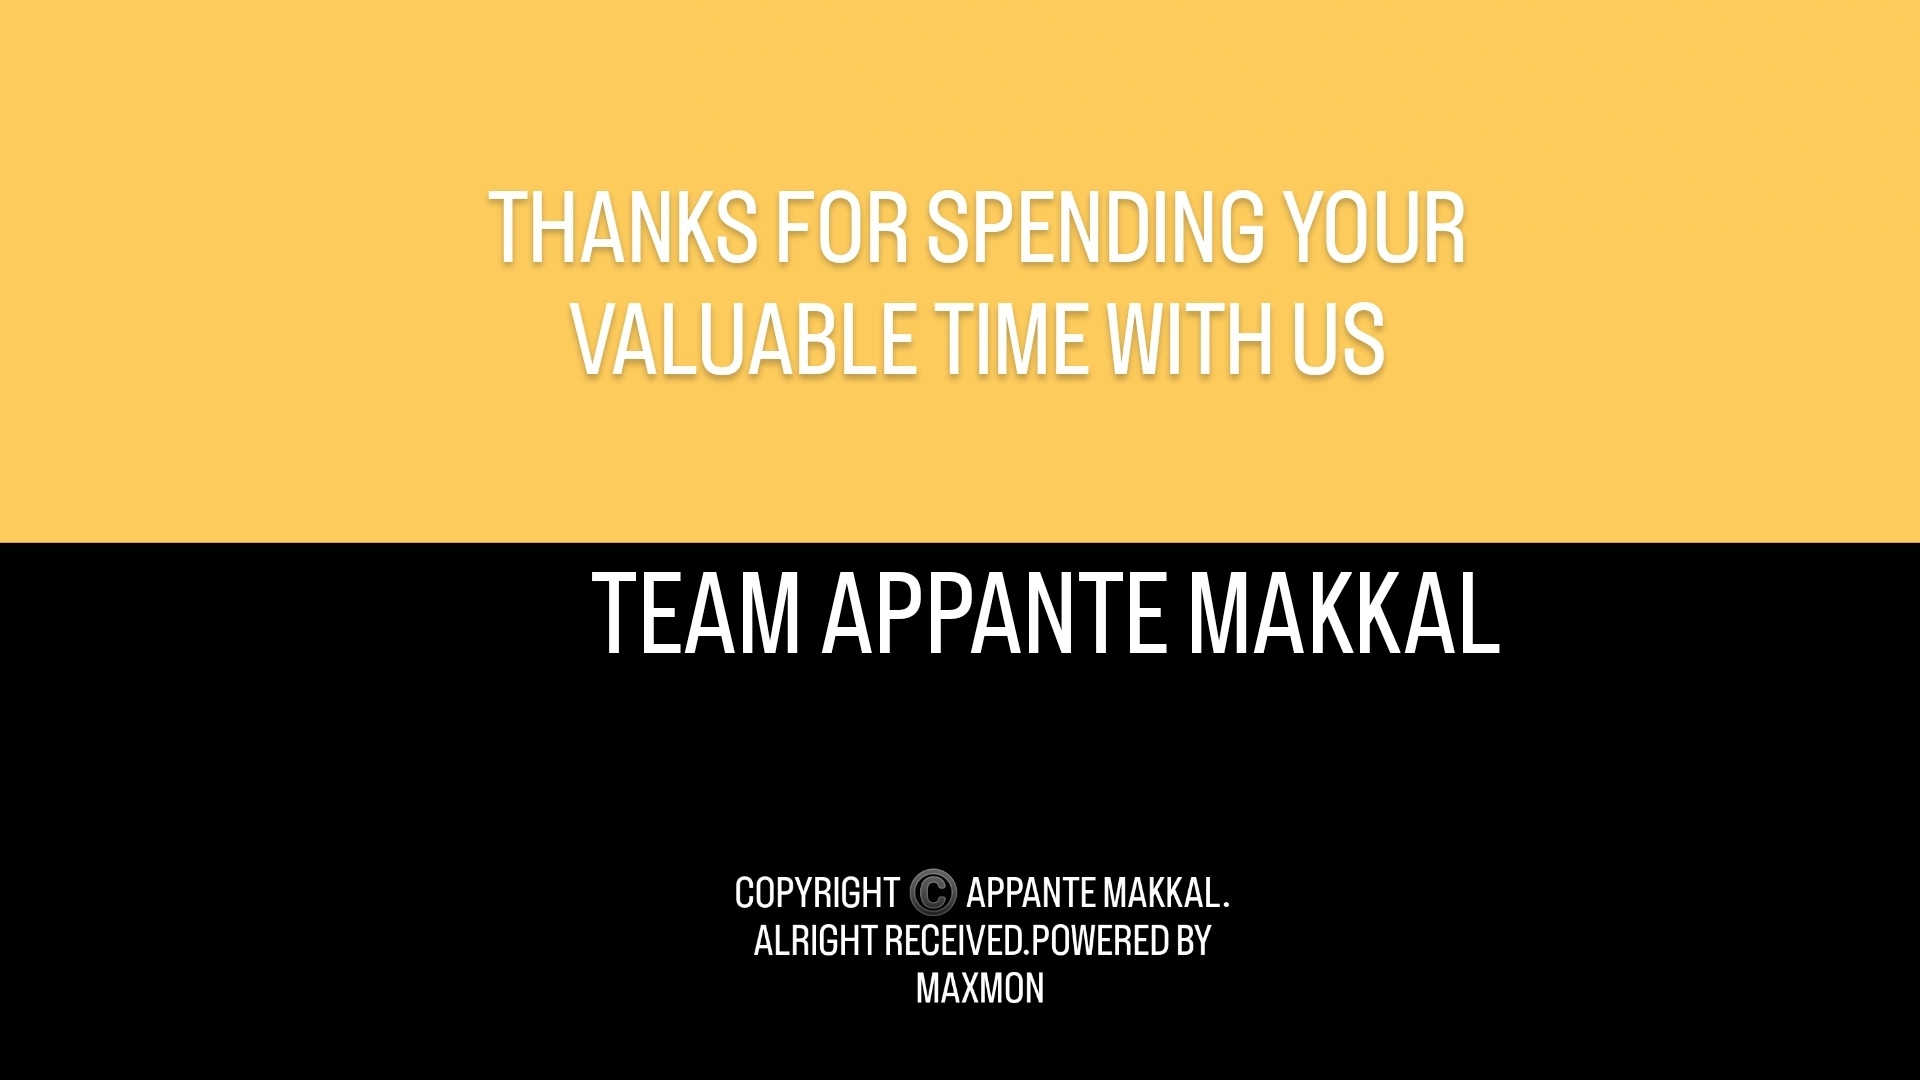 THANKS FOR SPENDING YOUR
VALUABLE TIME WITH US
TEAM APPANTE MAKKAL
COPYRIGHT © APPANTE MAKKAL.
ALRIGHT RECEIVED.POWERED BY
MAXMON